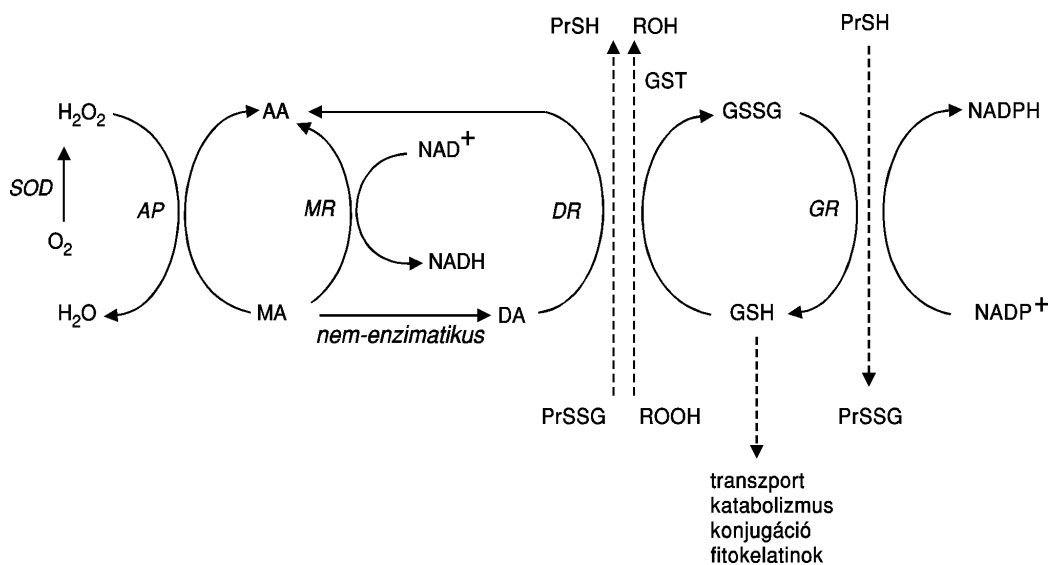 PrSH ROH PrSH
GST
H₂O₂ AA GSSG NADPH
NAD⁺
SOD AP MR DR GR
O₂
NADH
H₂O MA DA GSH NADP⁺
nem-enzimatikus
PrSSG ROOH PrSSG
transzport
katabolizmus
konjugáció
fitokelatinok